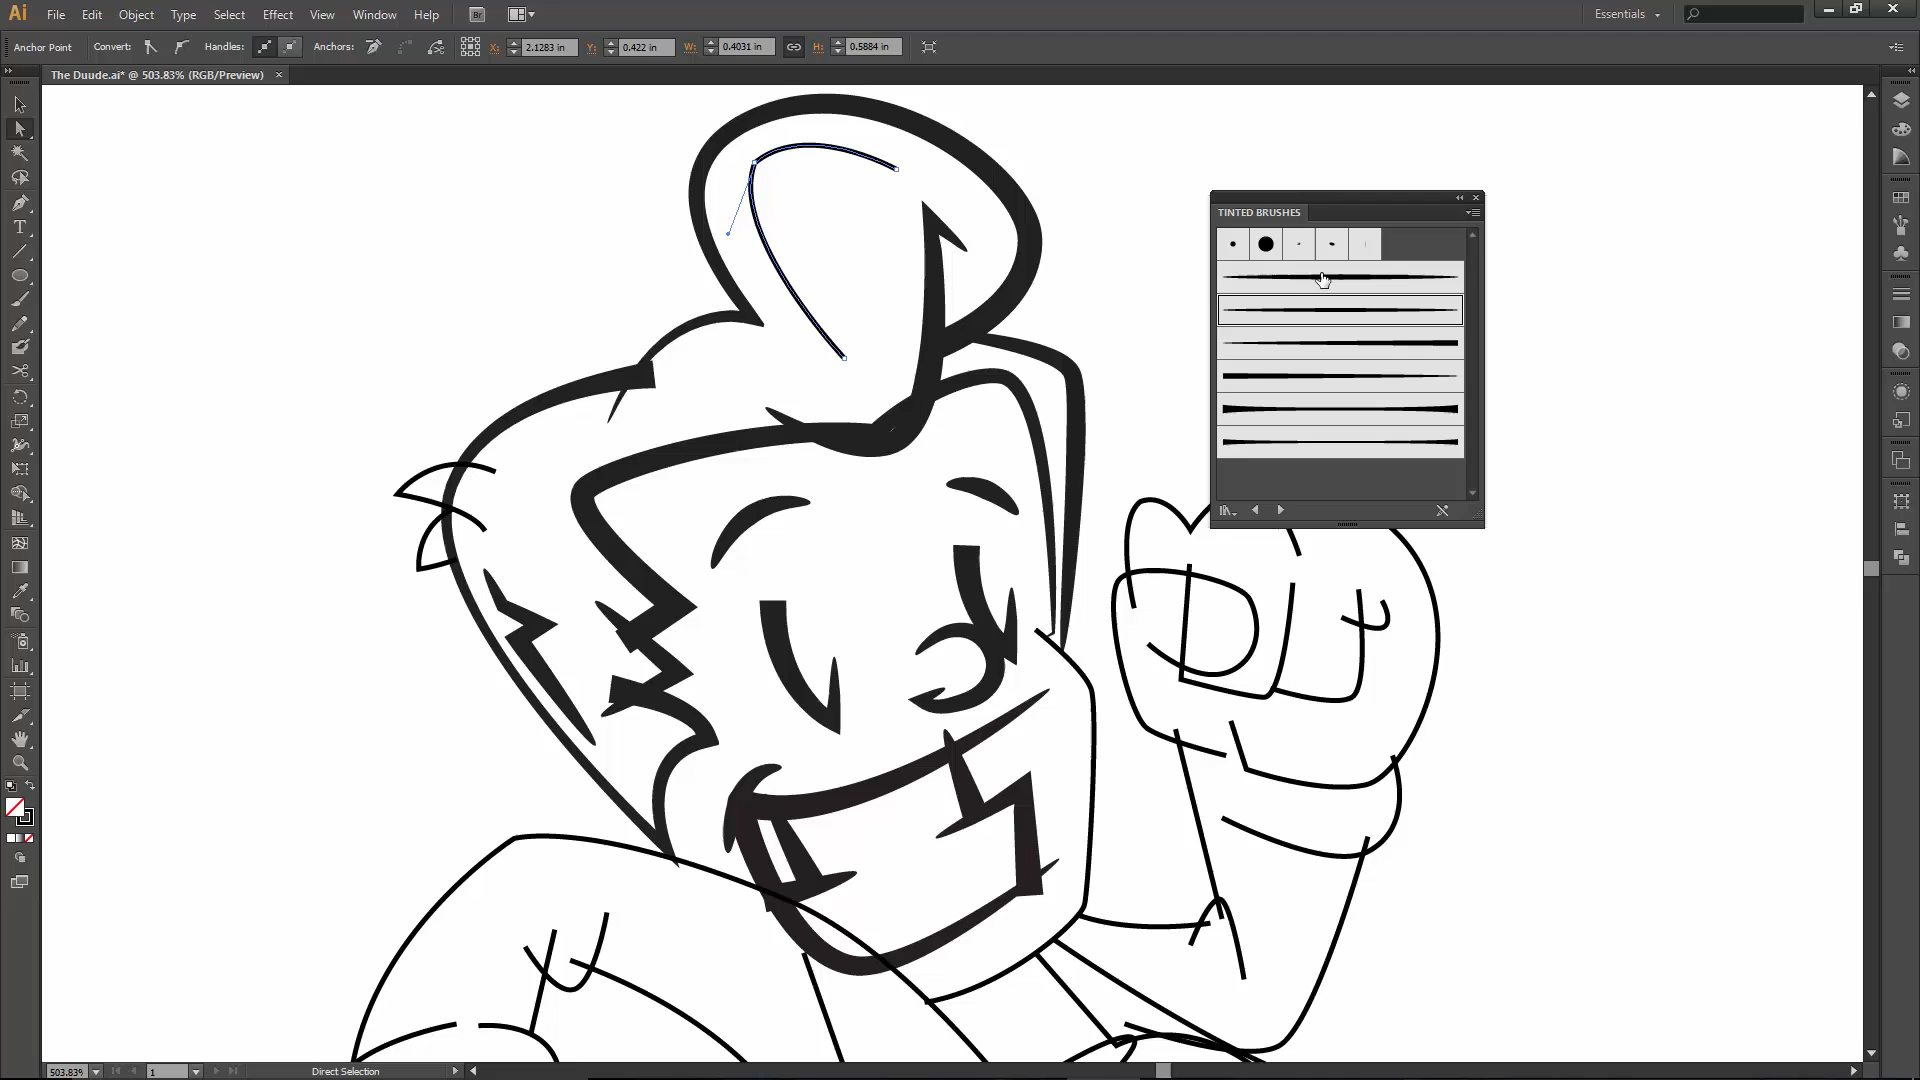 Ai File Edit Object Type Select Effect View Window Help Br Essentials
Anchor Point Convert: Handles: Anchors: X: 2.1283 in Y: 0.422 in W: 0.4031 in H: 0.5884 in
The Duude.ai* @ 503.83% (RGB/Preview)
TINTED BRUSHES
503.83% 1 Direct Selection